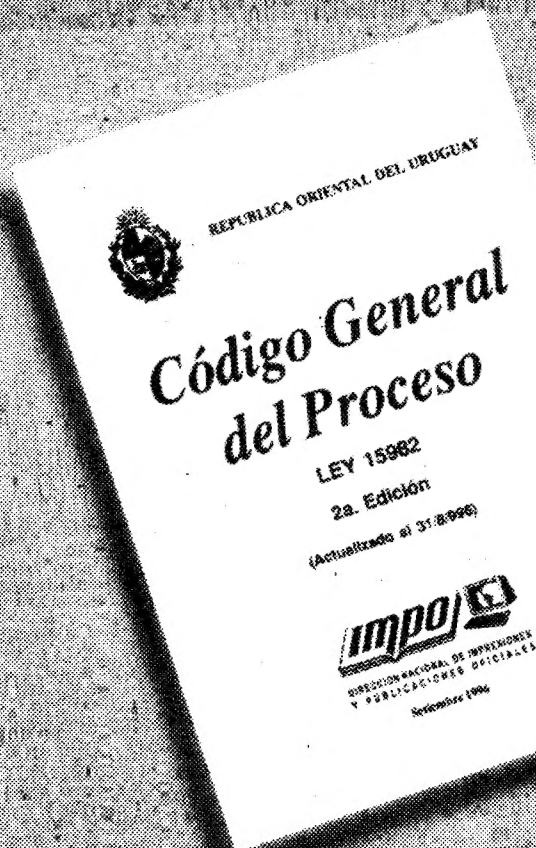 REPUBLICA ORIENTAL DEL URUGUAY
Código General
del Proceso
LEY 15982
2a. Edición
(Actualizado al 31/8/996)
IMPO
DIRECCION NACIONAL DE IMPRESIONES
Y PUBLICACIONES OFICIALES
Setiembre 1996